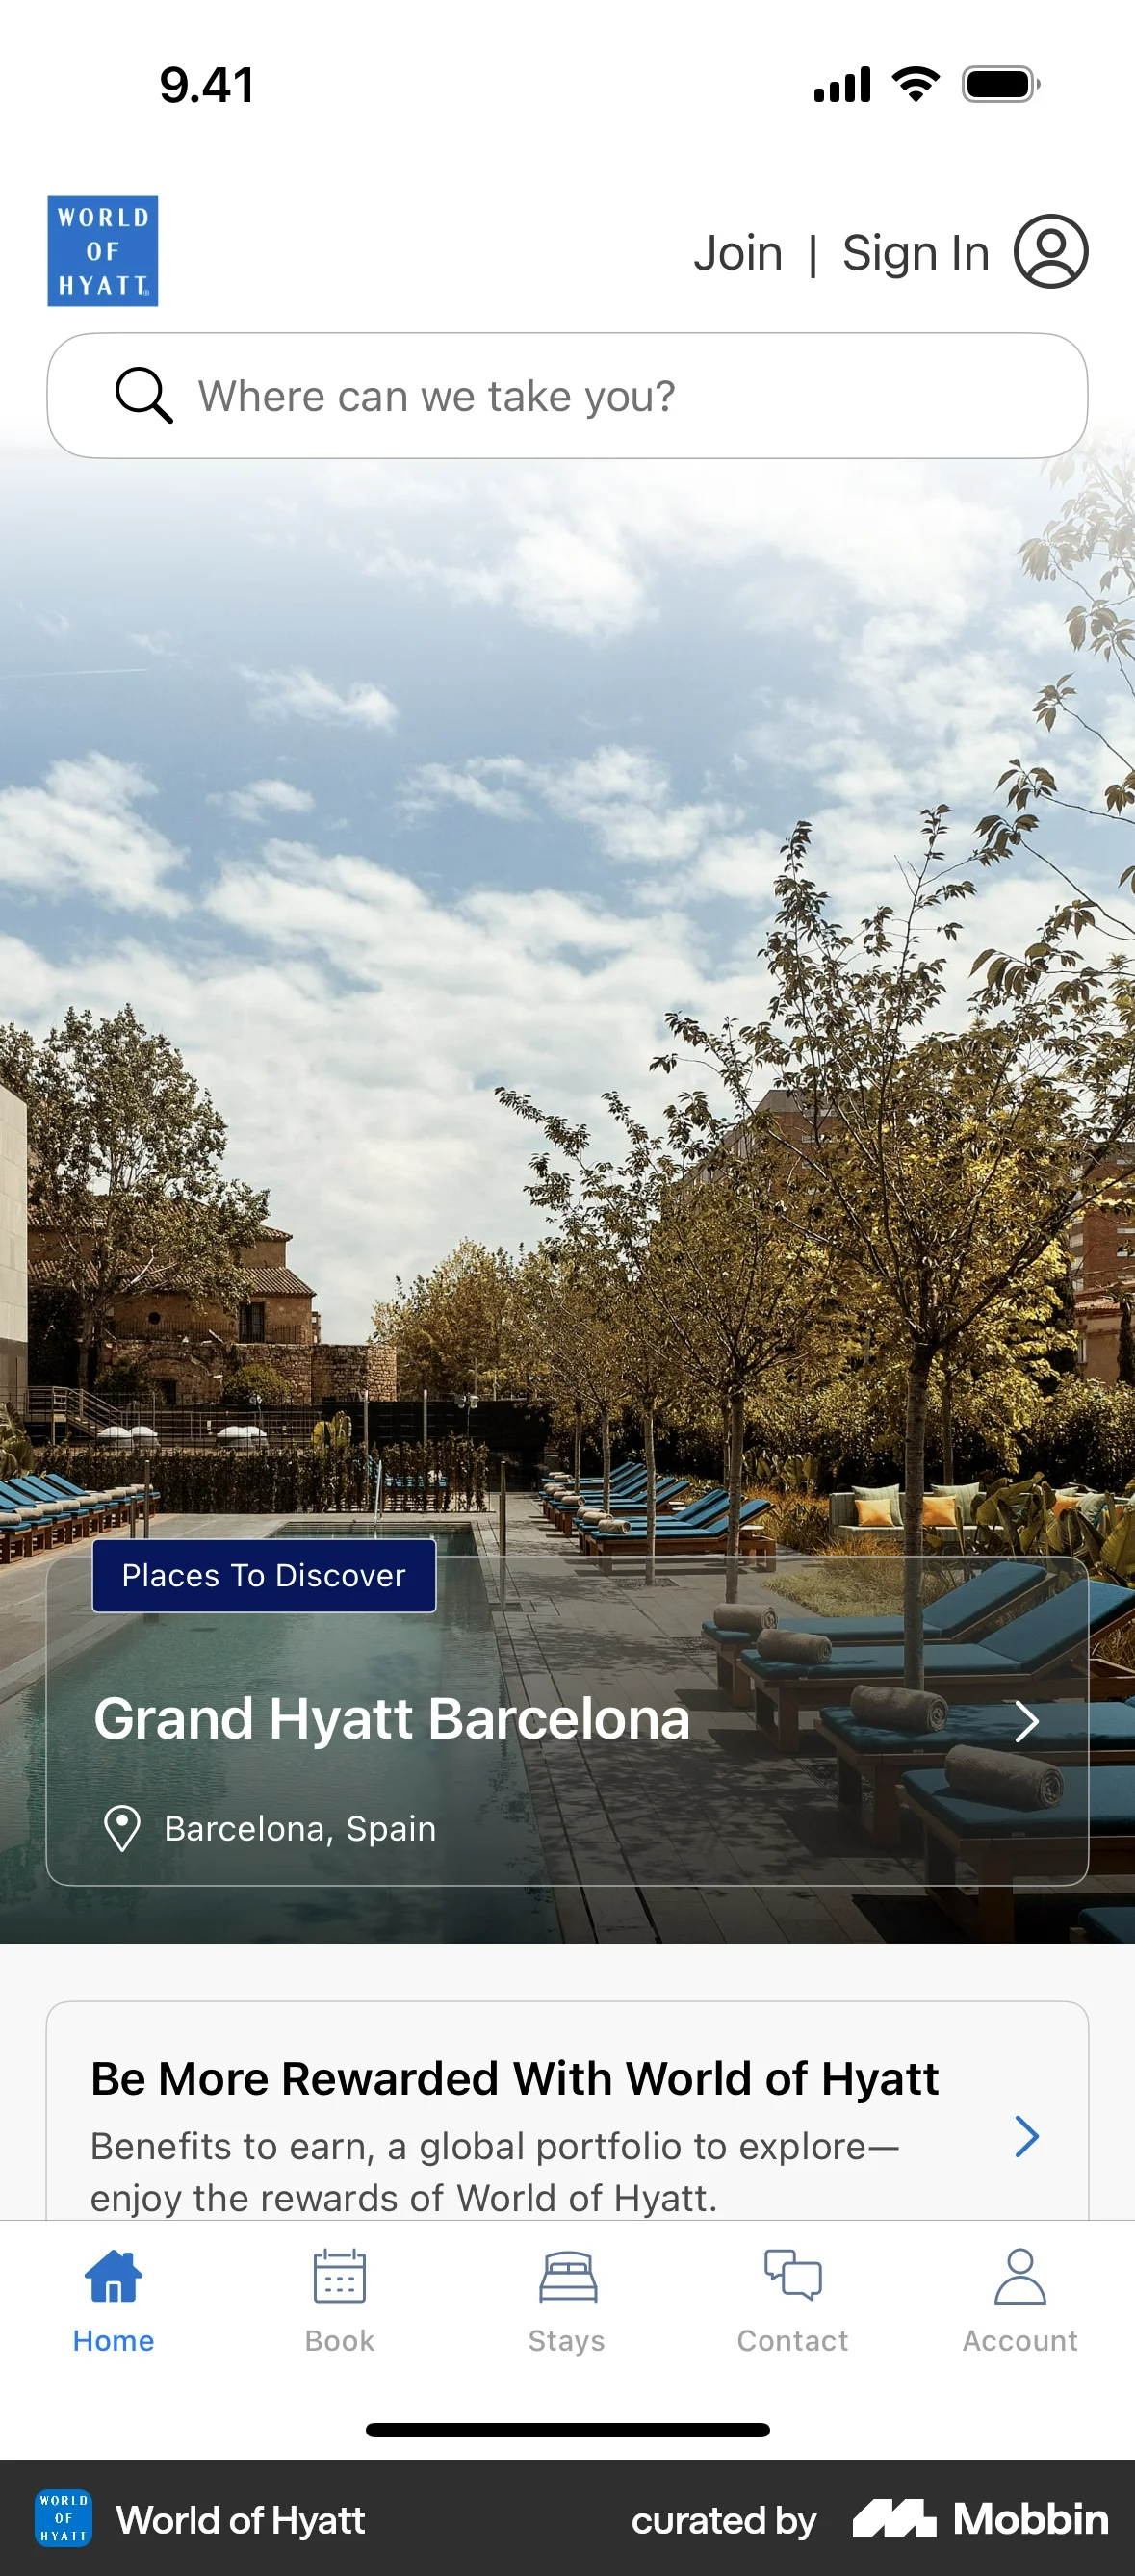 9.41
WORLD
OF
HYATT®
Join | Sign In
Where can we take you?
Places To Discover
Grand Hyatt Barcelona
Barcelona, Spain
Be More Rewarded With World of Hyatt
Benefits to earn, a global portfolio to explore—
enjoy the rewards of World of Hyatt.
Home
Book
Stays
Contact
Account
WORLD
OF
HYATT
World of Hyatt
curated by
Mobbin